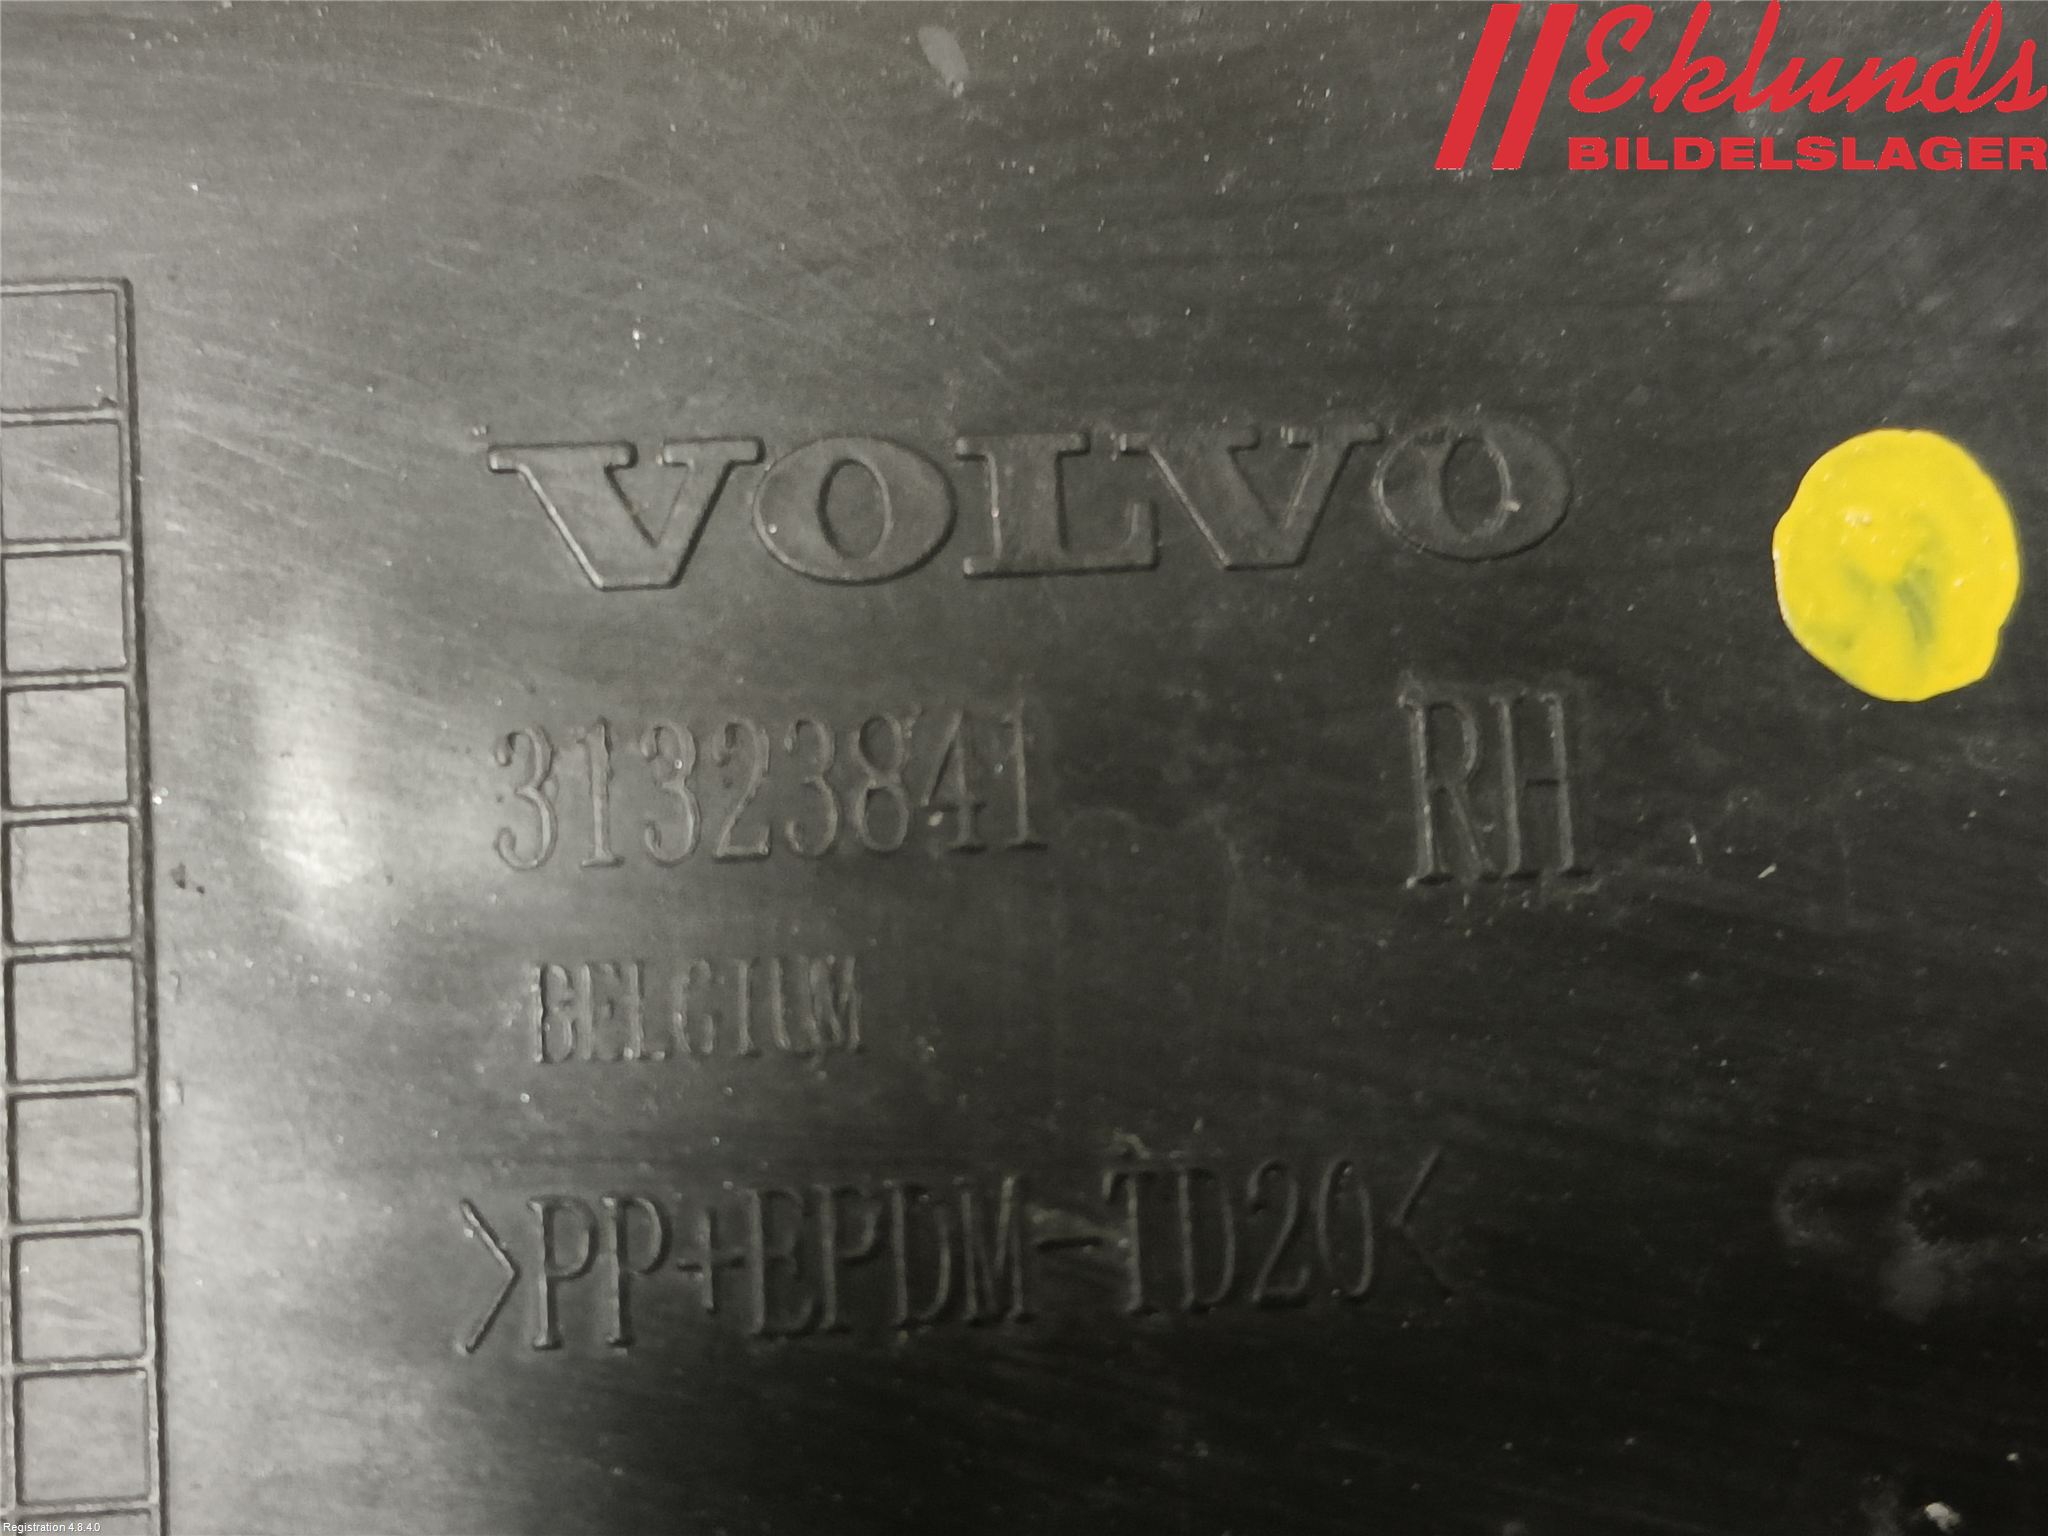 Eklunds
BILDELSLAGER
VOLVO
31323841 RH
BELGIUM
>PP+EPDM-TD20<
Registration 4.8.4.0